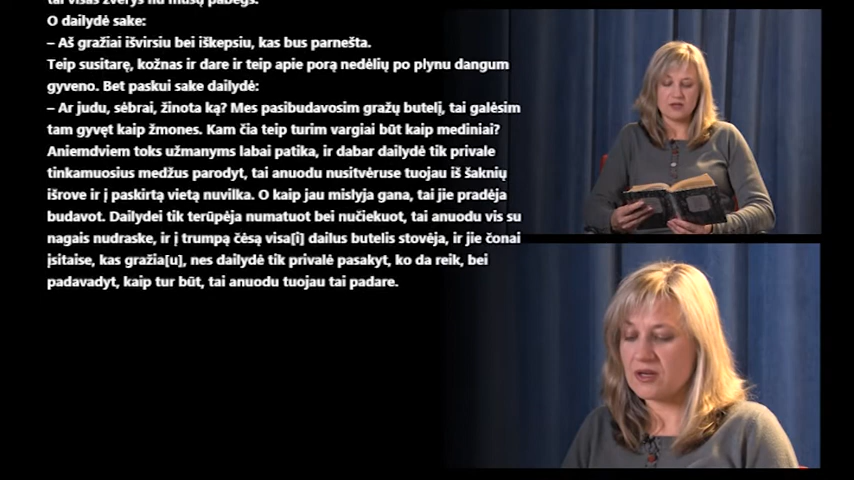 tai visas žverys nu musų pabėgs.
O dailydė sake:
– Aš gražiai išvirsiu bei iškepsiu, kas bus parnešta.
Teip susitarę, kožnas ir dare ir teip apie porą nedėlių po plynu dangum
gyveno. Bet paskui sake dailydė:
– Ar judu, sėbrai, žinota ką? Mes pasibudavosim gražų butelį, tai galėsim
tam gyvęt kaip žmones. Kam čia teip turim vargiai būt kaip mediniai?
Aniemdviem toks užmanyms labai patika, ir dabar dailydė tik privale
tinkamuosius medžus parodyt, tai anuodu nusitvėruse tuojau iš šaknių
išrove ir į paskirtą vietą nuvilka. O kaip jau mislyja gana, tai jie pradėja
budavot. Dailydei tik terūpėja numatuot bei nučiekuot, tai anuodu vis su
nagais nudraske, ir į trumpą čėsą visa[i] dailus butelis stovėja, ir jie čonai
įsitaise, kas gražia[u], nes dailydė tik privalė pasakyt, ko da reik, bei
padavadyt, kaip tur būt, tai anuodu tuojau tai padare.